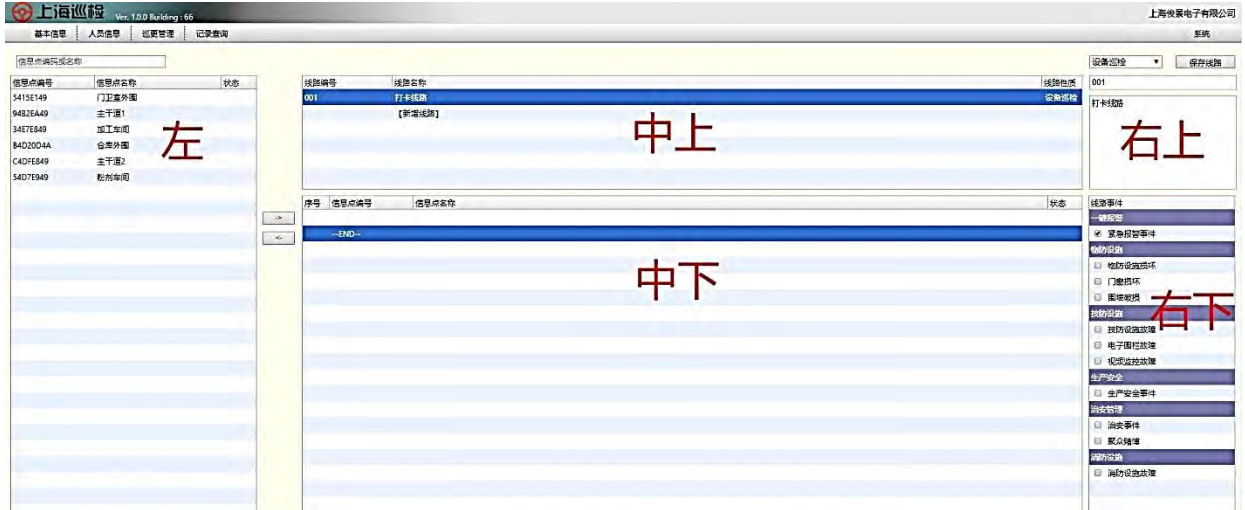 上海巡检 Ver: 1.0.0 Building : 66
上海俊景电子有限公司
基本信息 人员信息 巡更管理 记录查询 系统
信息点编码或名称
设备巡检 保存线路
信息点编号 信息点名称 状态
5415E149 门卫室外围
9482EA49 主干道1
34E7E849 加工车间
B4D20D4A 仓库外围
C4DFE849 主干道2
54D7E949 粉剂车间
左
线路编号 线路名称 线路性质
001 打卡线路 设备巡检
【新增线路】
中上
001
打卡线路
右上
->
<-
序号 信息点编号 信息点名称 状态
--END--
中下
线路事件
一键报警
紧急报警事件
物防设施
物防设施损坏
门窗损坏
围墙破损
技防设施
技防设施故障
电子围栏故障
视频监控故障
生产安全
生产安全事件
治安管理
治安事件
聚众赌博
消防设施
消防设施故障
右下